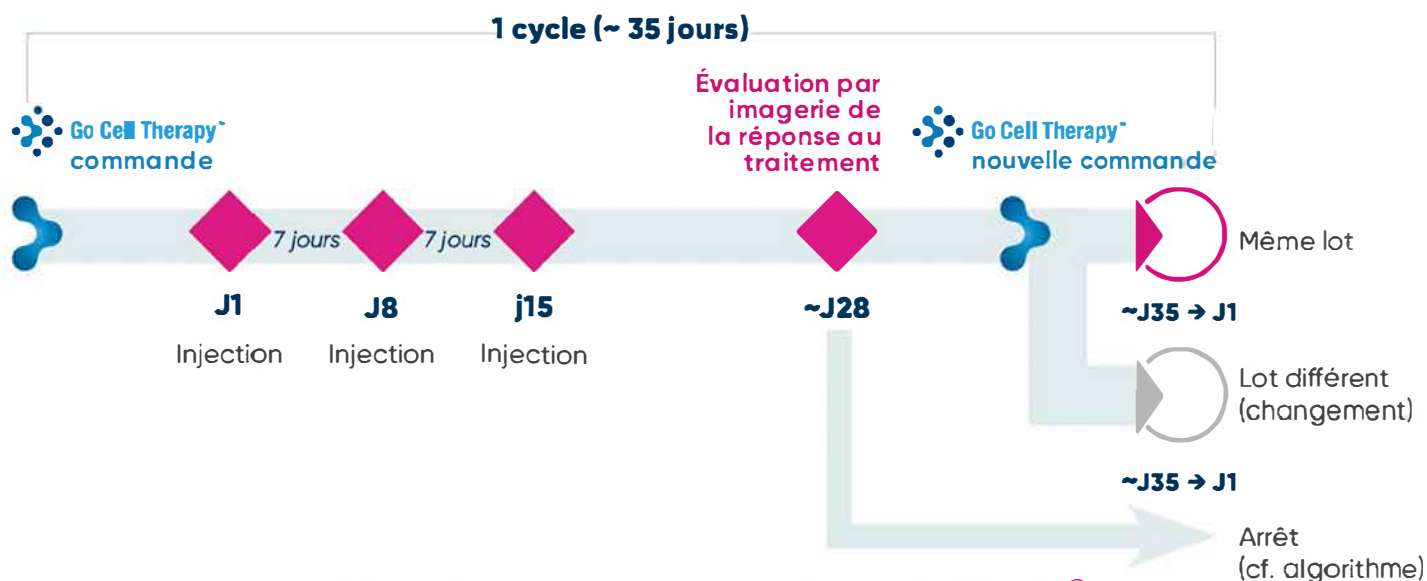 1 cycle (~ 35 jours)
Go Cell Therapy™
commande
Évaluation par
imagerie de
la réponse au
traitement
Go Cell Therapy™
nouvelle commande
7 jours
7 jours
Même lot
J1
J8
j15
~J28
~J35 → J1
Injection
Injection
Injection
Lot différent
(changement)
~J35 → J1
Arrêt
(cf. algorithme)